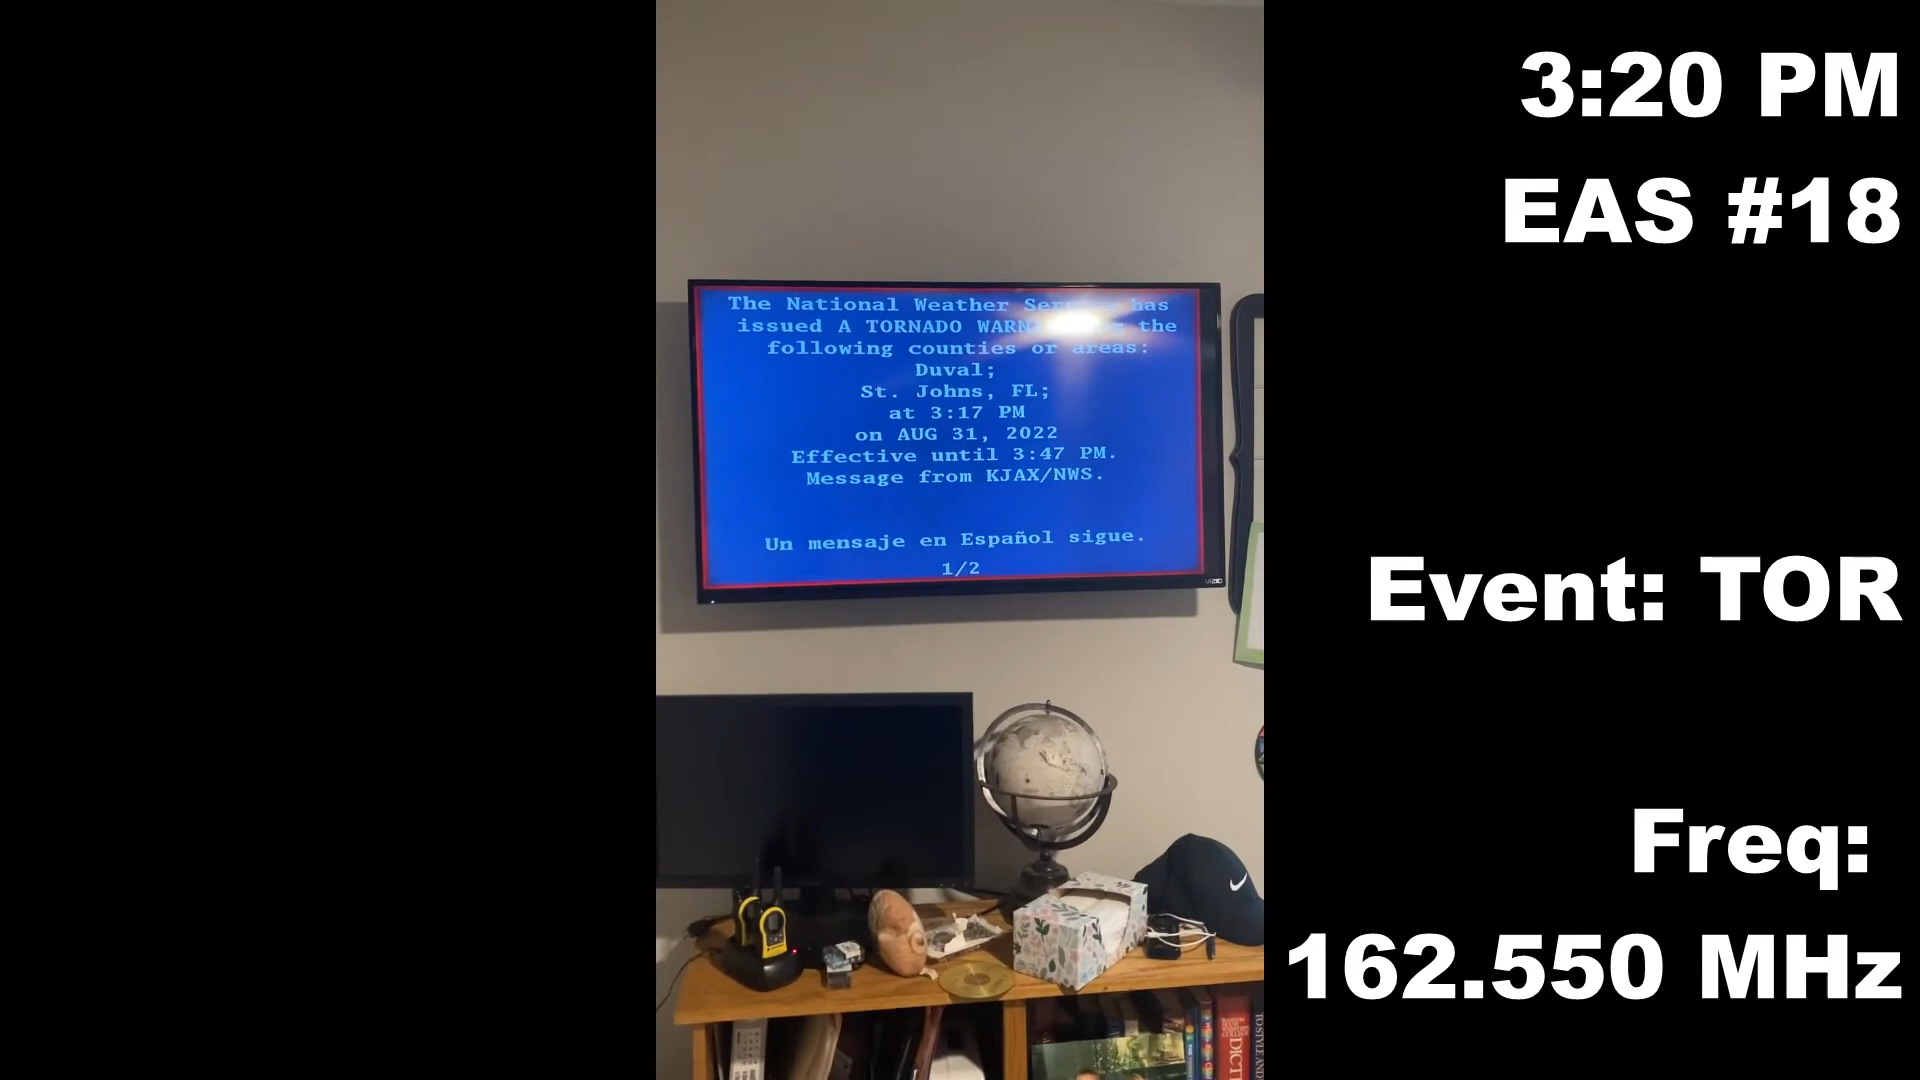 The National Weather Service has
issued A TORNADO WARN the
following counties or areas:
Duval;
St. Johns, FL;
at 3:17 PM
on AUG 31, 2022
Effective until 3:47 PM.
Message from KJAX/NWS.
Un mensaje en Español sigue.
1/2
VIZIO
3:20 PM
EAS #18
Event: TOR
Freq:
162.550 MHz